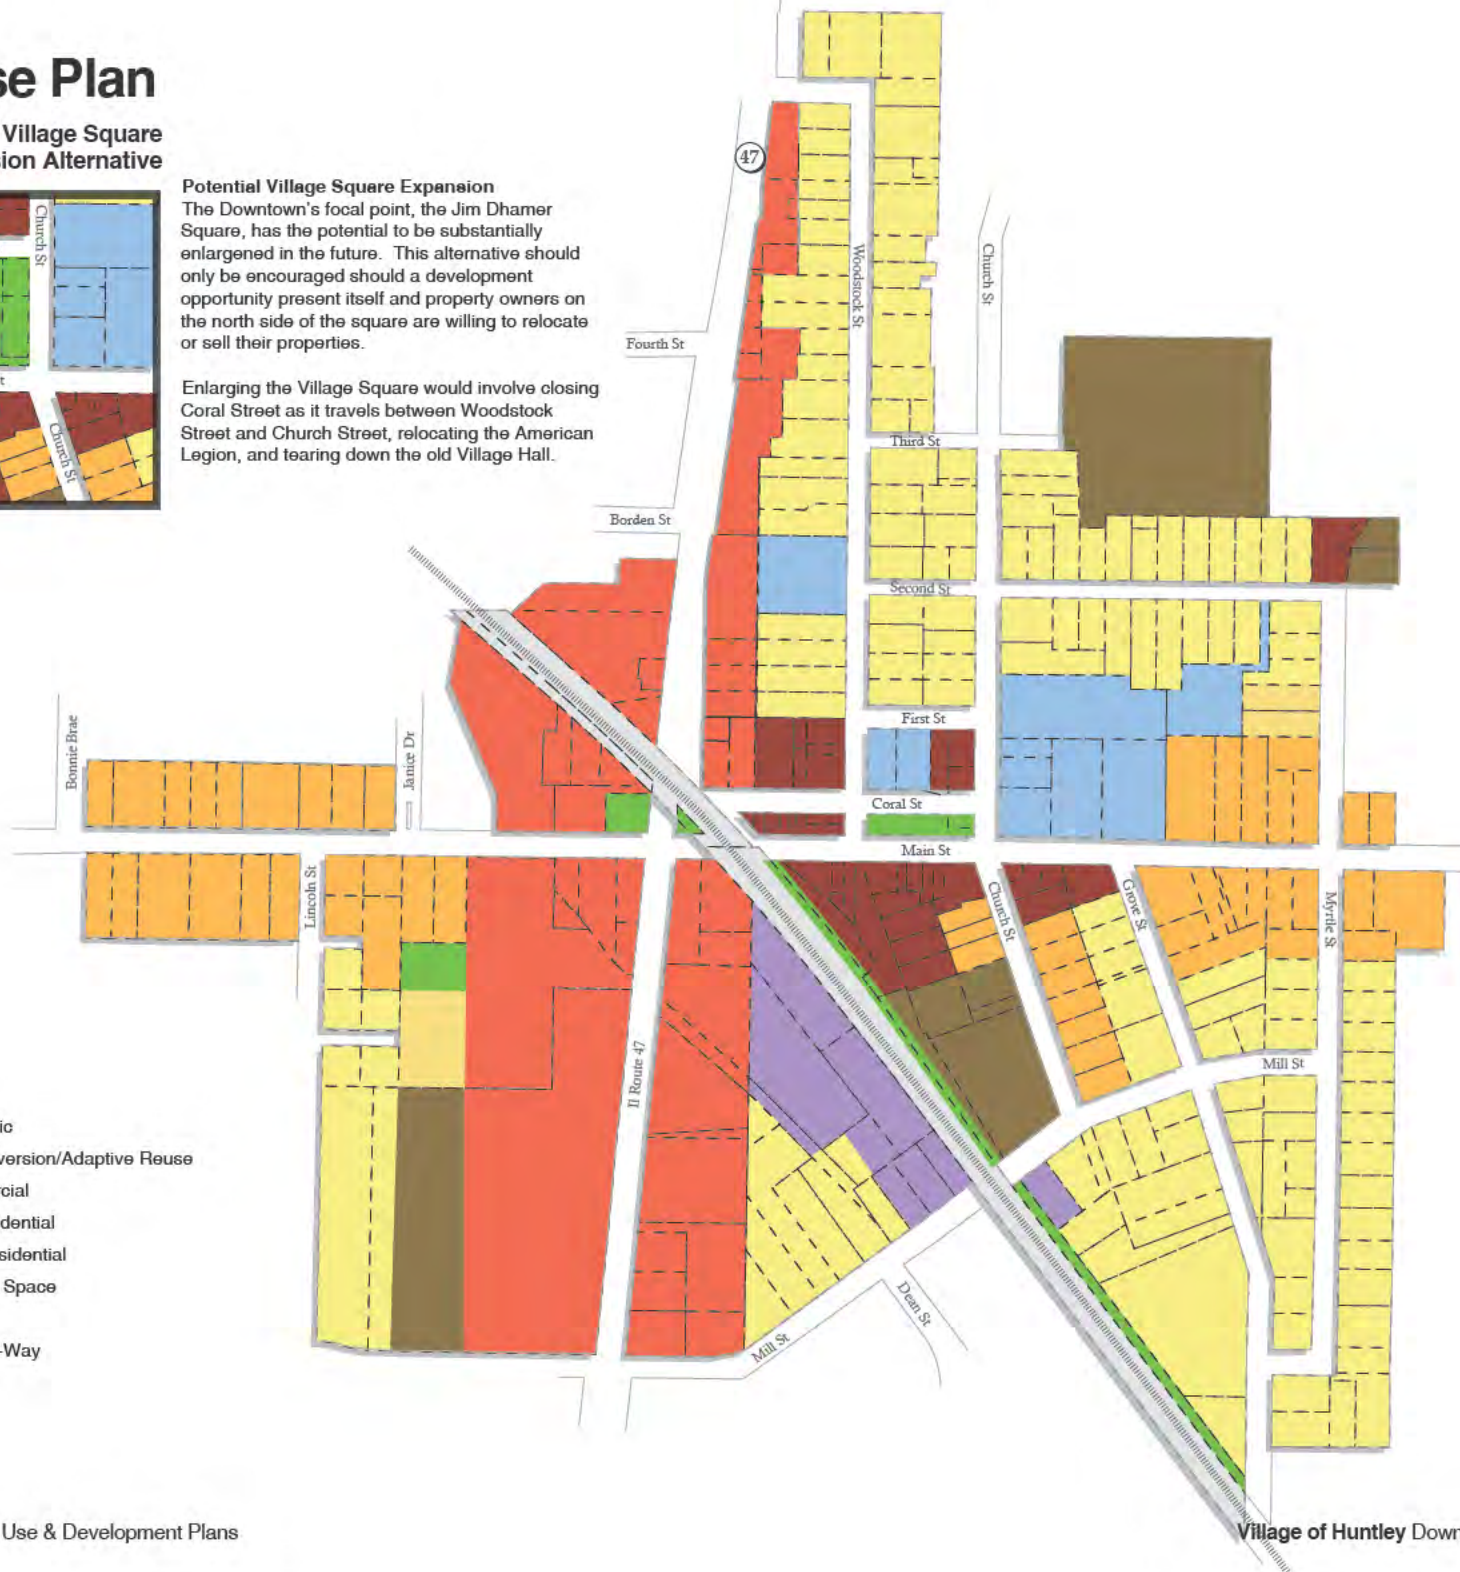 se Plan
Village Square
sion Alternative
Potential Village Square Expansion
The Downtown's focal point, the Jim Dhamer
Square, has the potential to be substantially
enlargened in the future. This alternative should
only be encouraged should a development
opportunity present itself and property owners on
the north side of the square are willing to relocate
or sell their properties.
Enlarging the Village Square would involve closing
Coral Street as it travels between Woodstock
Street and Church Street, relocating the American
Legion, and tearing down the old Village Hall.
Church St
t
Church St
47
Woodstock St
Church St
Fourth St
Third St
Borden St
Second St
First St
Bonnie Brae
Janice Dr
Coral St
Main St
Lincoln St
Church St
Grove St
Myrtle St
Il Route 47
Mill St
Dean St
Mill St
ic
version/Adaptive Reuse
rcial
dential
sidential
Space
-Way
Use & Development Plans
Village of Huntley Down